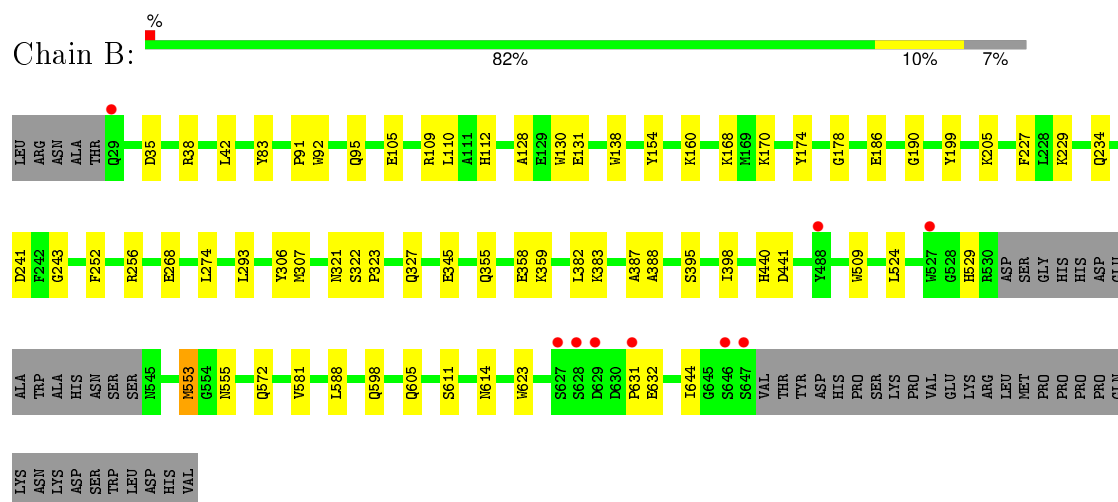 %
Chain B:
82% 10% 7%
LEU ARG ASN ALA THR Q29 D35 R38 L42 Y83 P91 W92 Q95 E105 R109 L110 A111 H112 A128 E129 W130 E131 W138 Y154 K160 K168 M169 K170 Y174 G178 E186 G190 Y199 K205 F227 L228 K229 Q234
D241 F242 G243 F252 R256 E268 L274 L293 Y306 M307 N321 S322 P323 Q327 E345 Q355 E358 K359 L382 K383 A387 A388 S395 I398 H440 D441 Y488 W509 L524 W527 G528 H529 R530 ASP SER GLY HIS HIS ASP GLU
ALA TRP ALA HIS ASN SER SER N545 M553 G554 N555 Q572 V581 L588 Q598 Q605 S611 N614 W623 S627 S628 D629 D630 P631 E632 I644 G645 S646 S647 VAL THR TYR ASP HIS PRO SER LYS PRO VAL GLU LYS ARG LEU MET PRO PRO PRO PRO GLN
LYS ASN LYS ASP SER TRP LEU ASP HIS VAL